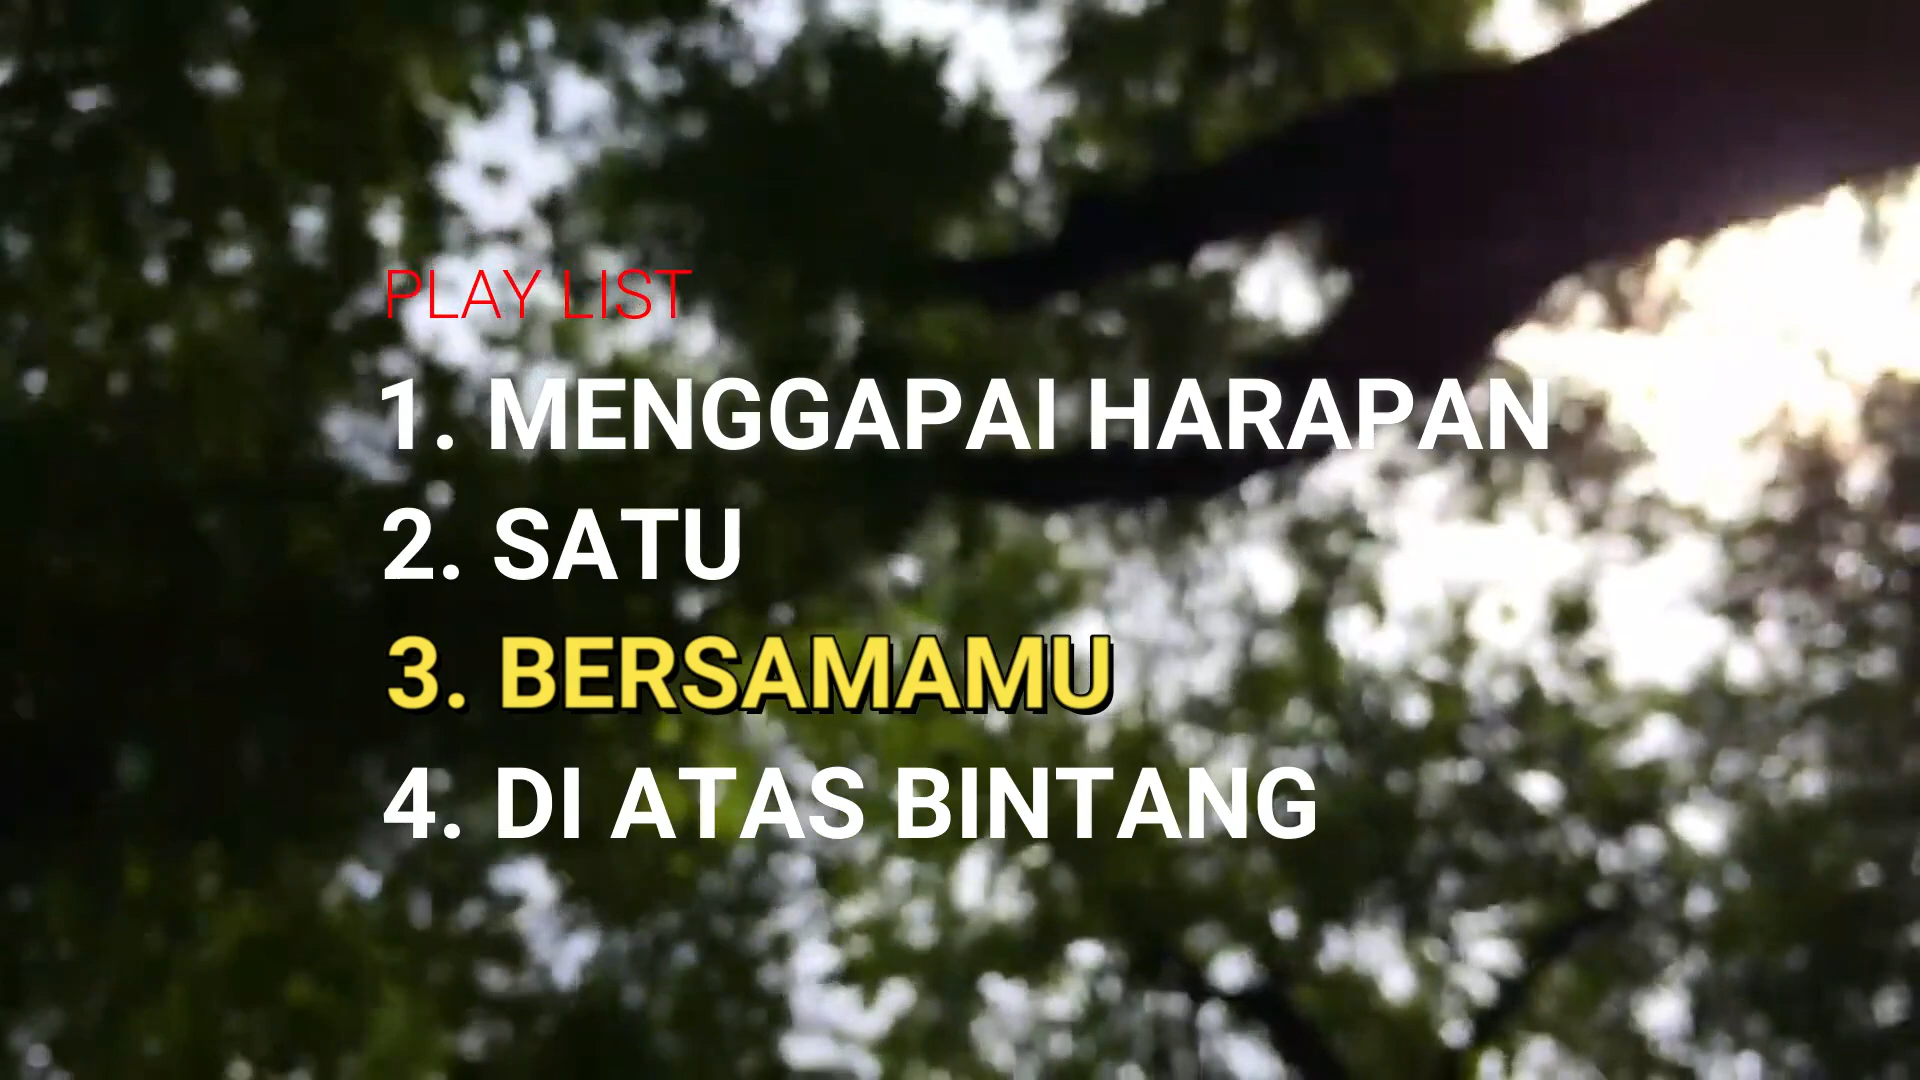 PLAY LIST
1. MENGGAPAI HARAPAN
2. SATU
3. BERSAMAMU
4. DI ATAS BINTANG